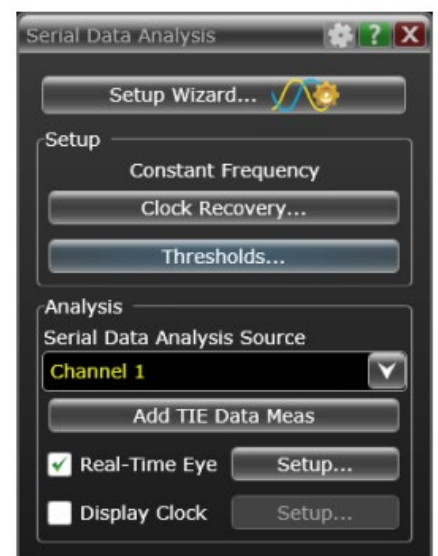 Serial Data Analysis ?
Setup Wizard...
Setup
Constant Frequency
Clock Recovery...
Thresholds...
Analysis
Serial Data Analysis Source
Channel 1
Add TIE Data Meas
Real-Time Eye Setup...
Display Clock Setup...